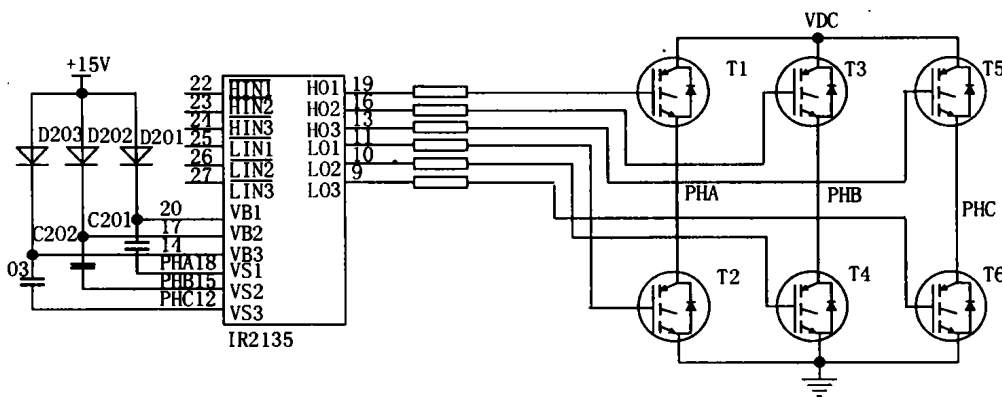 VDC
+15V
T1
T3
T5
22 HIN1
23 HIN2
24 HIN3
25 LIN1
26 LIN2
27 LIN3
HO1 19
HO2 16
HO3 13
LO1 11
LO2 10
LO3 9
D203 D202 D201
PHA
PHB
PHC
20 VB1
C201
17 VB2
C202
14 VB3
03
PHA18 VS1
PHB15 VS2
PHC12 VS3
T2
T4
T6
IR2135